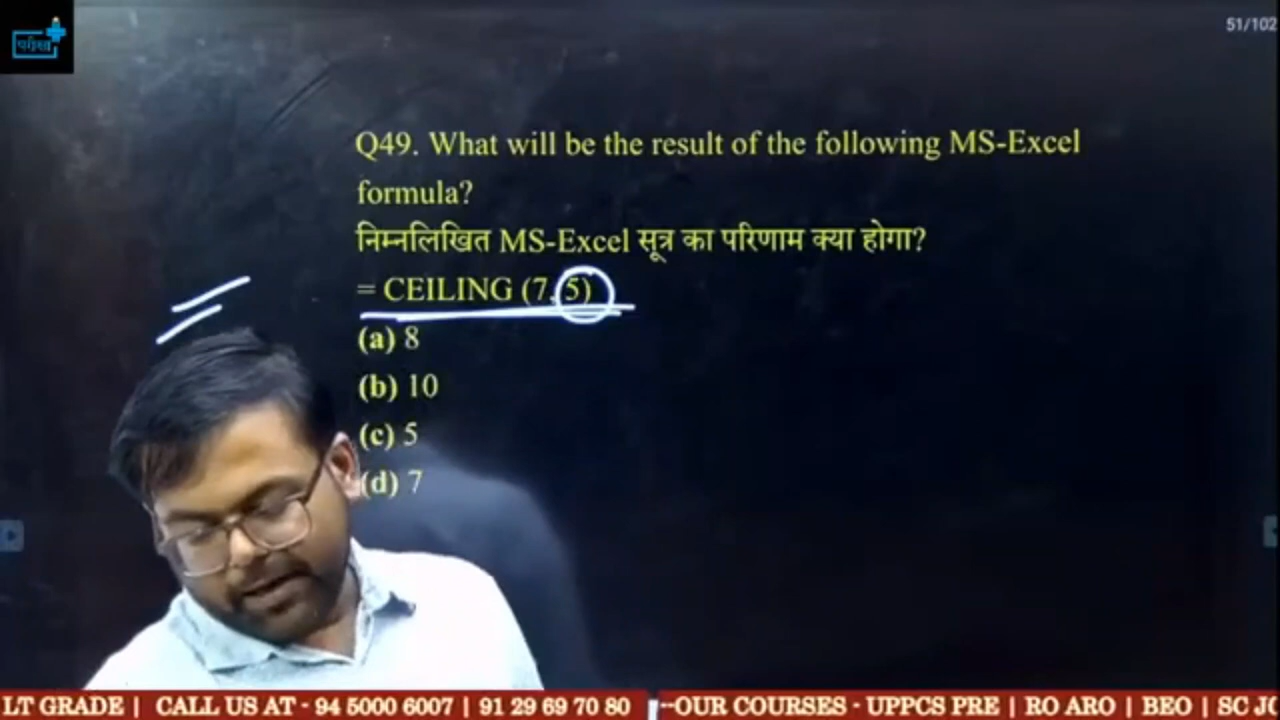 परीक्षा
51/102
Q49. What will be the result of the following MS-Excel
formula?
निम्नलिखित MS-Excel सूत्र का परिणाम क्या होगा?
= CEILING (7, 5)
(a) 8
(b) 10
(c) 5
(d) 7
LT GRADE | CALL US AT - 94 5000 6007 | 91 29 69 70 80 --OUR COURSES - UPPCS PRE | RO ARO | BEO | SC JO